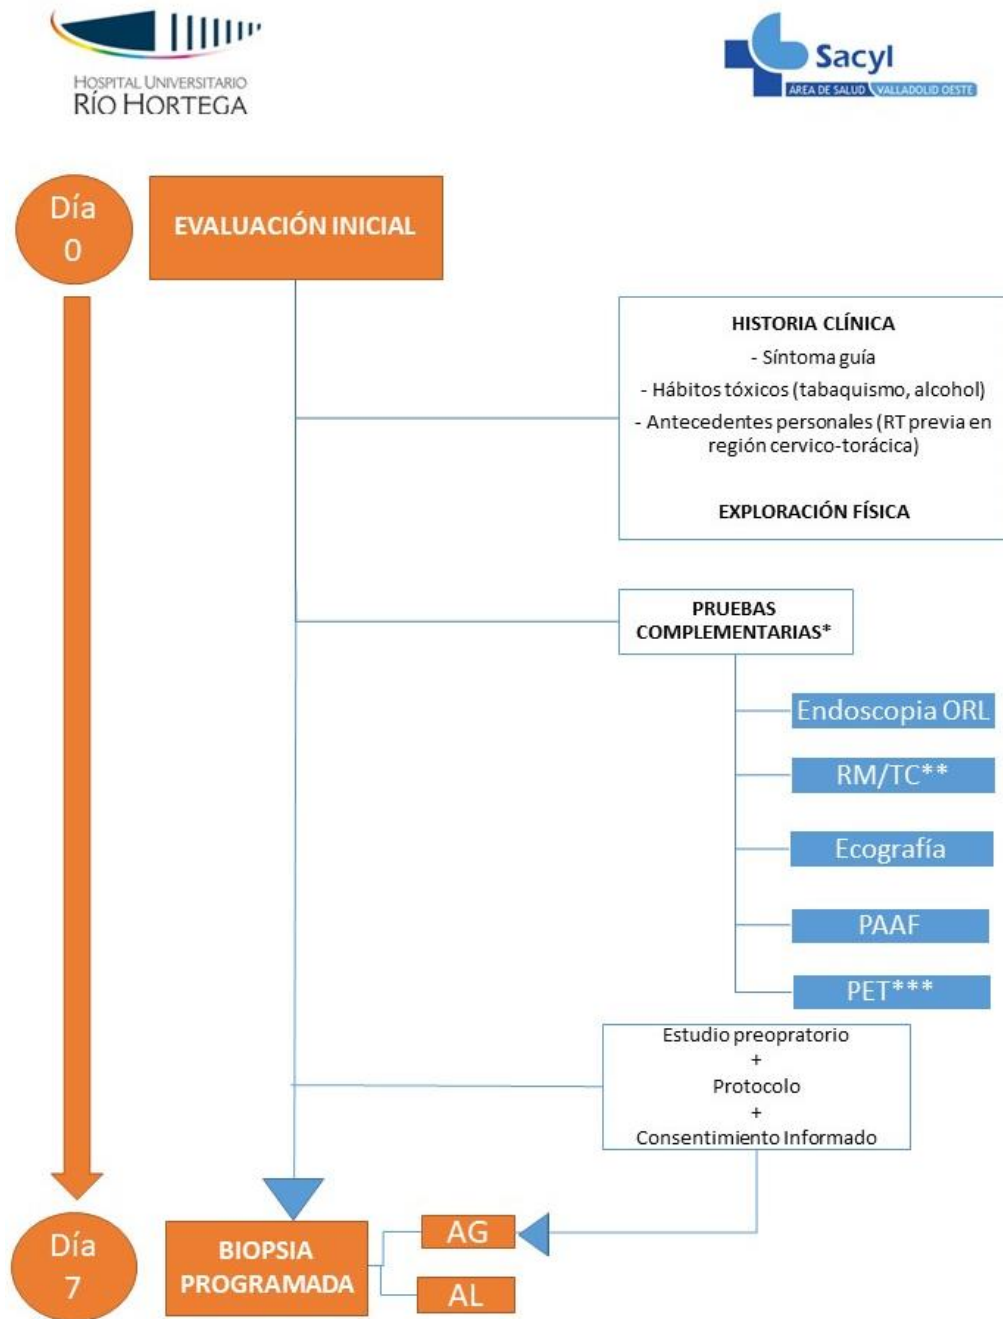 HOSPITAL UNIVERSITARIO
RÍO HORTEGA
Sacyl
ÁREA DE SALUD VALLADOLID OESTE
Día
0
EVALUACIÓN INICIAL
HISTORIA CLÍNICA
- Síntoma guía
- Hábitos tóxicos (tabaquismo, alcohol)
- Antecedentes personales (RT previa en
región cervico-torácica)
EXPLORACIÓN FÍSICA
PRUEBAS
COMPLEMENTARIAS*
Endoscopia ORL
RM/TC**
Ecografía
PAAF
PET***
Estudio preopratorio
+
Protocolo
+
Consentimiento Informado
Día
7
BIOPSIA
PROGRAMADA
AG
AL